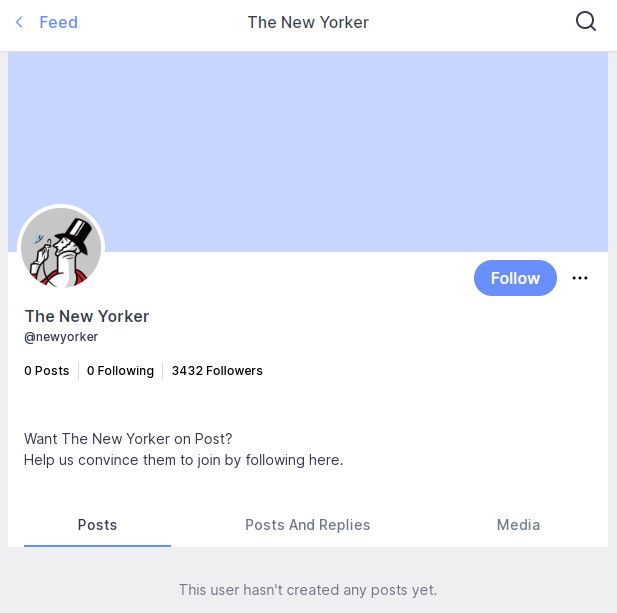 Feed
The New Yorker
Follow
The New Yorker
@newyorker
0 Posts 0 Following 3432 Followers
Want The New Yorker on Post?
Help us convince them to join by following here.
Posts Posts And Replies Media
This user hasn't created any posts yet.